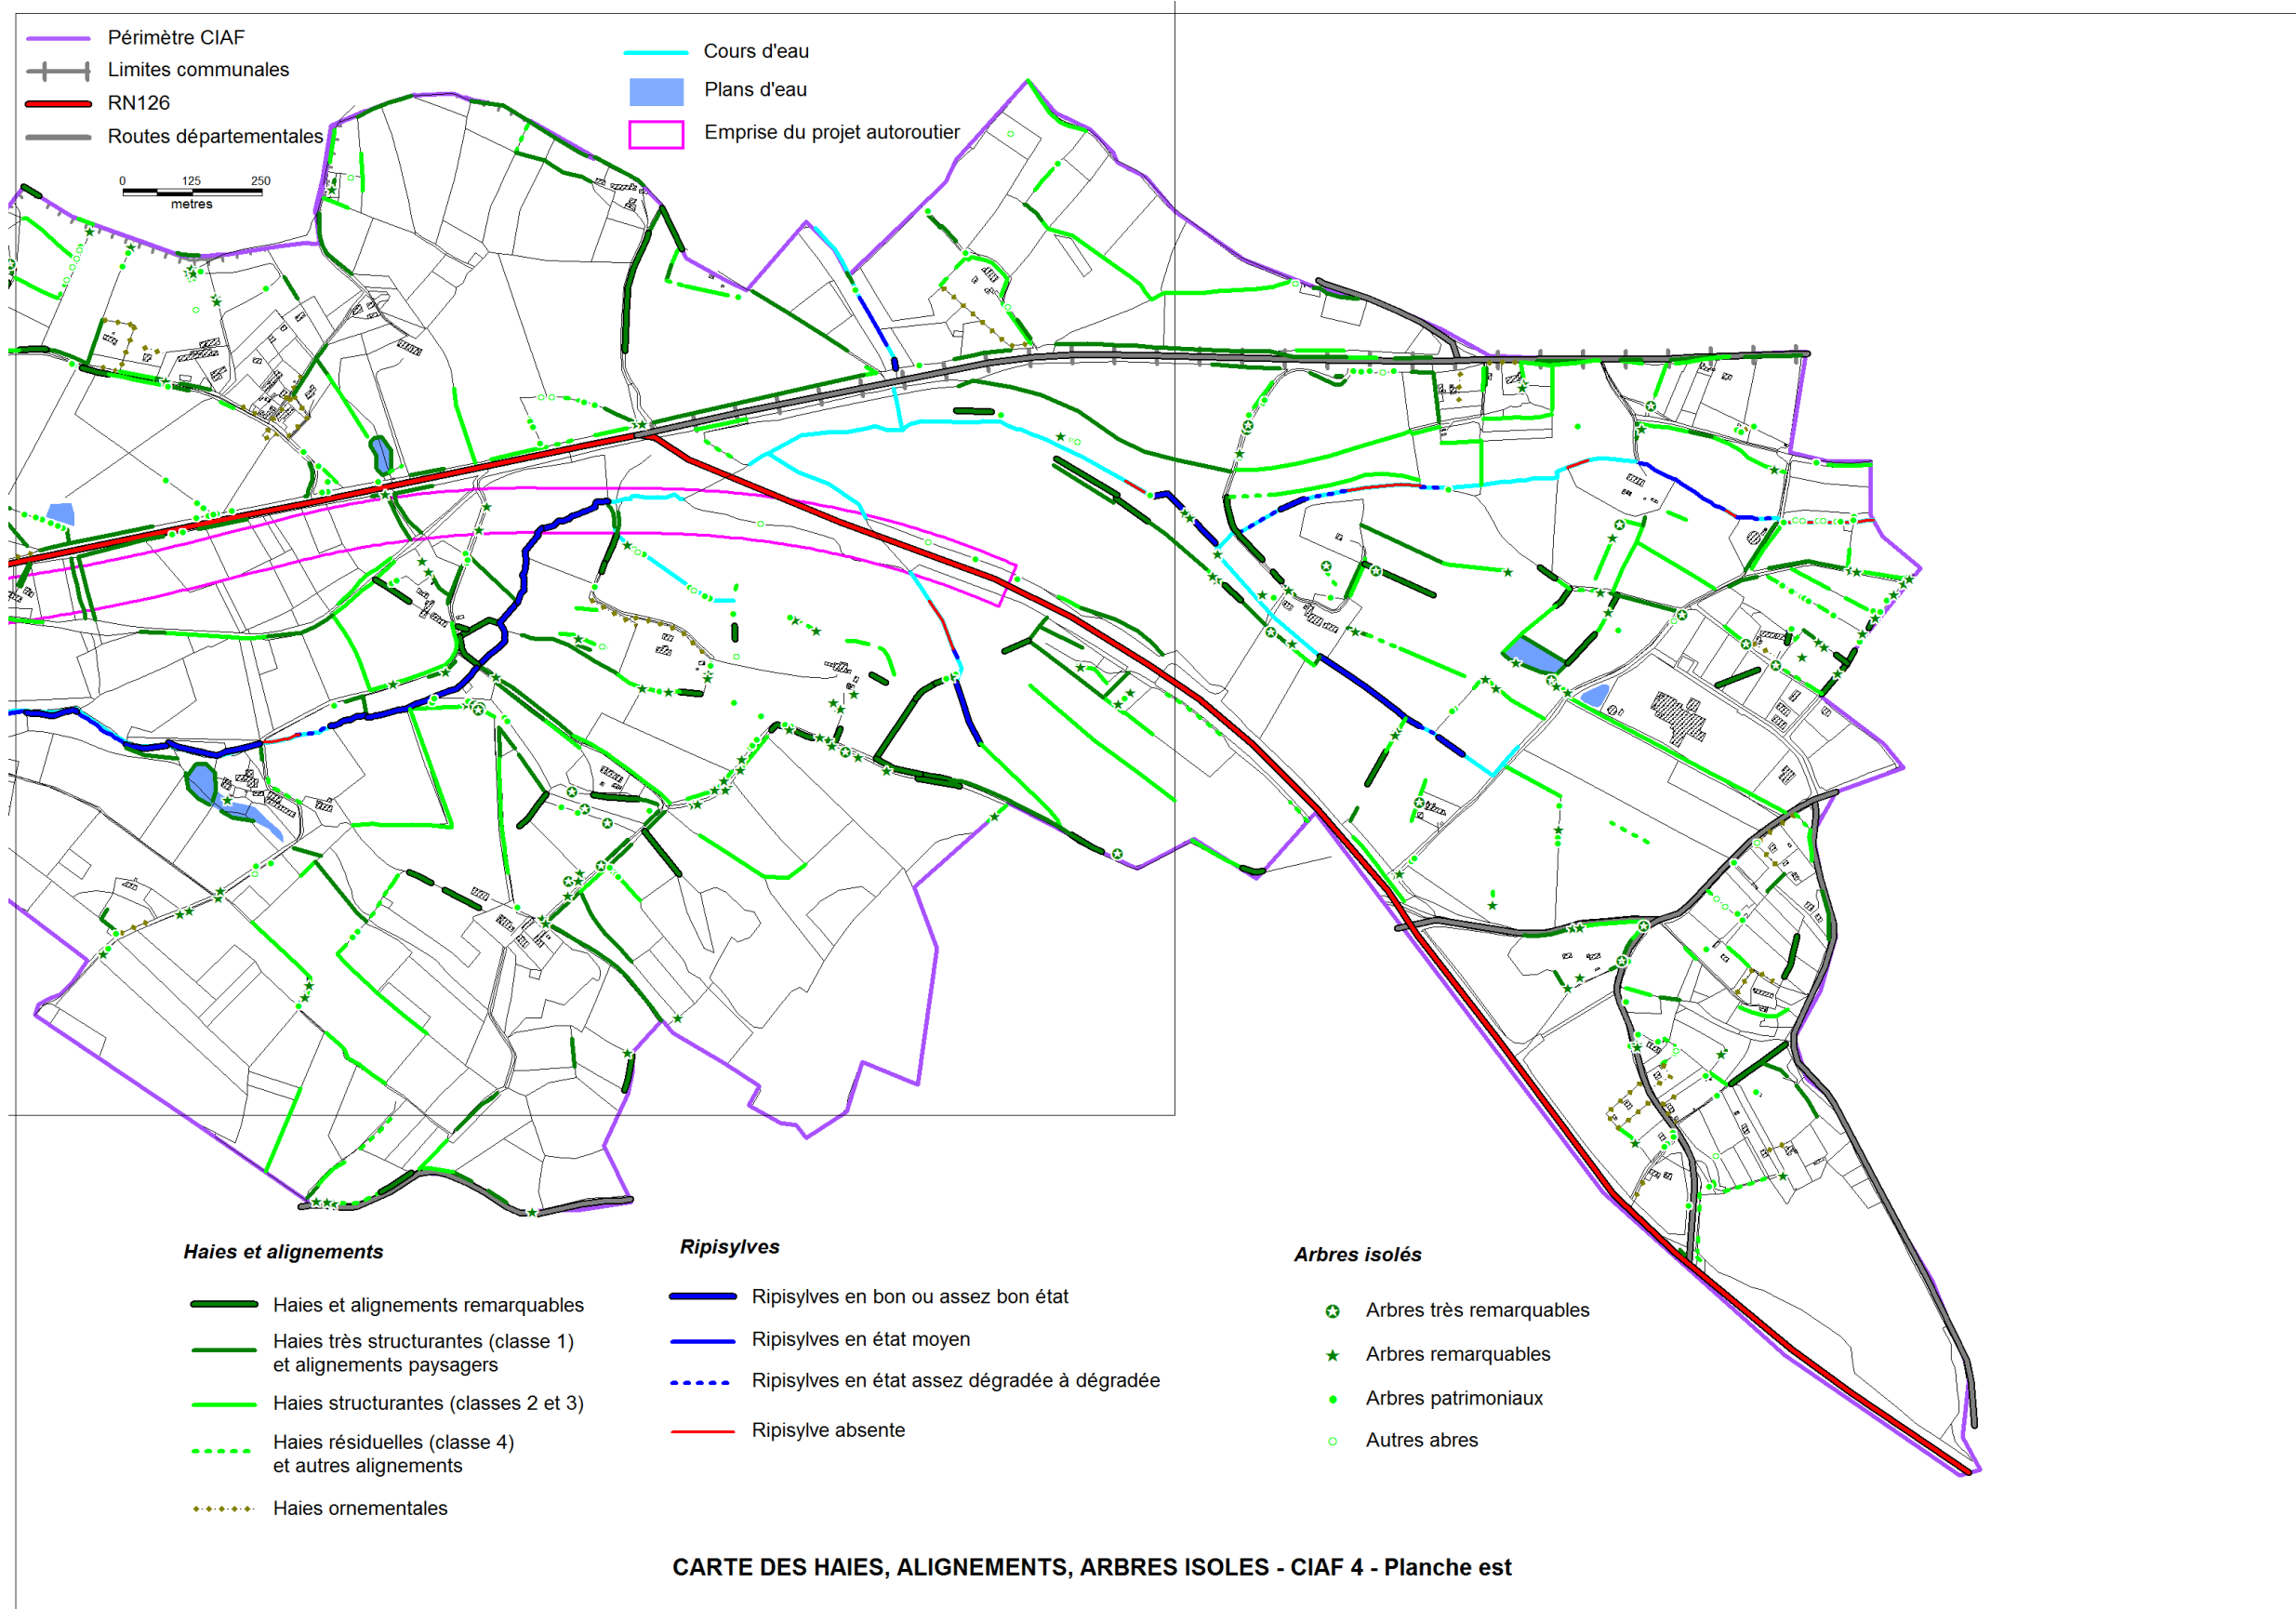 Périmètre CIAF
Limites communales
RN126
Routes départementales
0 125 250
metres
Cours d'eau
Plans d'eau
Emprise du projet autoroutier
Haies et alignements
Haies et alignements remarquables
Haies très structurantes (classe 1)
et alignements paysagers
Haies structurantes (classes 2 et 3)
Haies résiduelles (classe 4)
et autres alignements
Haies ornementales
Ripisylves
Ripisylves en bon ou assez bon état
Ripisylves en état moyen
Ripisylves en état assez dégradée à dégradée
Ripisylve absente
Arbres isolés
Arbres très remarquables
Arbres remarquables
Arbres patrimoniaux
Autres abres
CARTE DES HAIES, ALIGNEMENTS, ARBRES ISOLES - CIAF 4 - Planche est